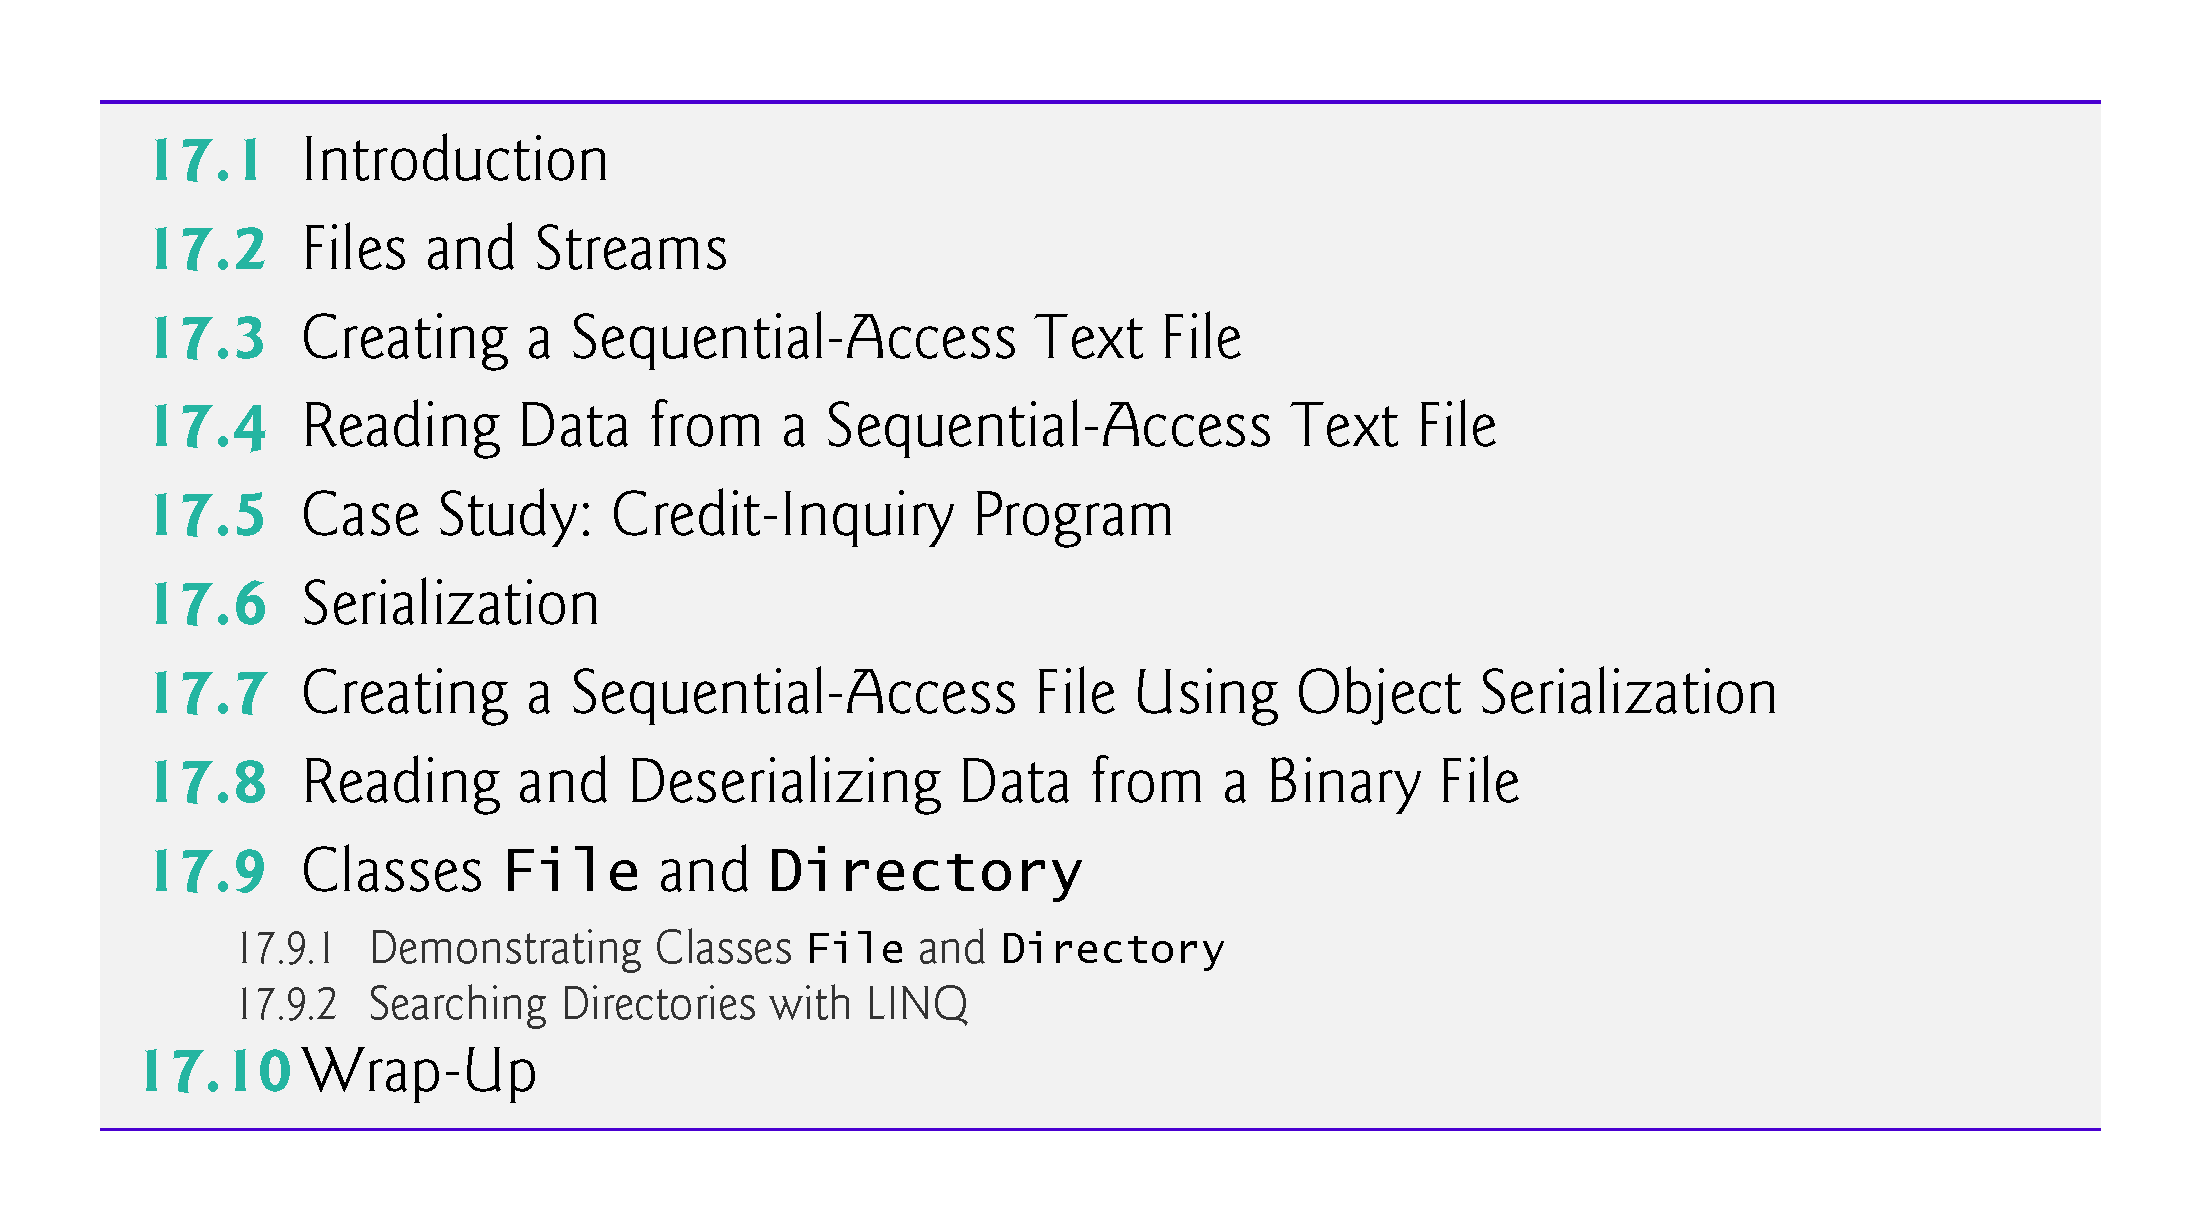 17.1 Introduction
17.2 Files and Streams
17.3 Creating a Sequential-Access Text File
17.4 Reading Data from a Sequential-Access Text File
17.5 Case Study: Credit-Inquiry Program
17.6 Serialization
17.7 Creating a Sequential-Access File Using Object Serialization
17.8 Reading and Deserializing Data from a Binary File
17.9 Classes File and Directory
17.9.1 Demonstrating Classes File and Directory
17.9.2 Searching Directories with LINQ
17.10 Wrap-Up